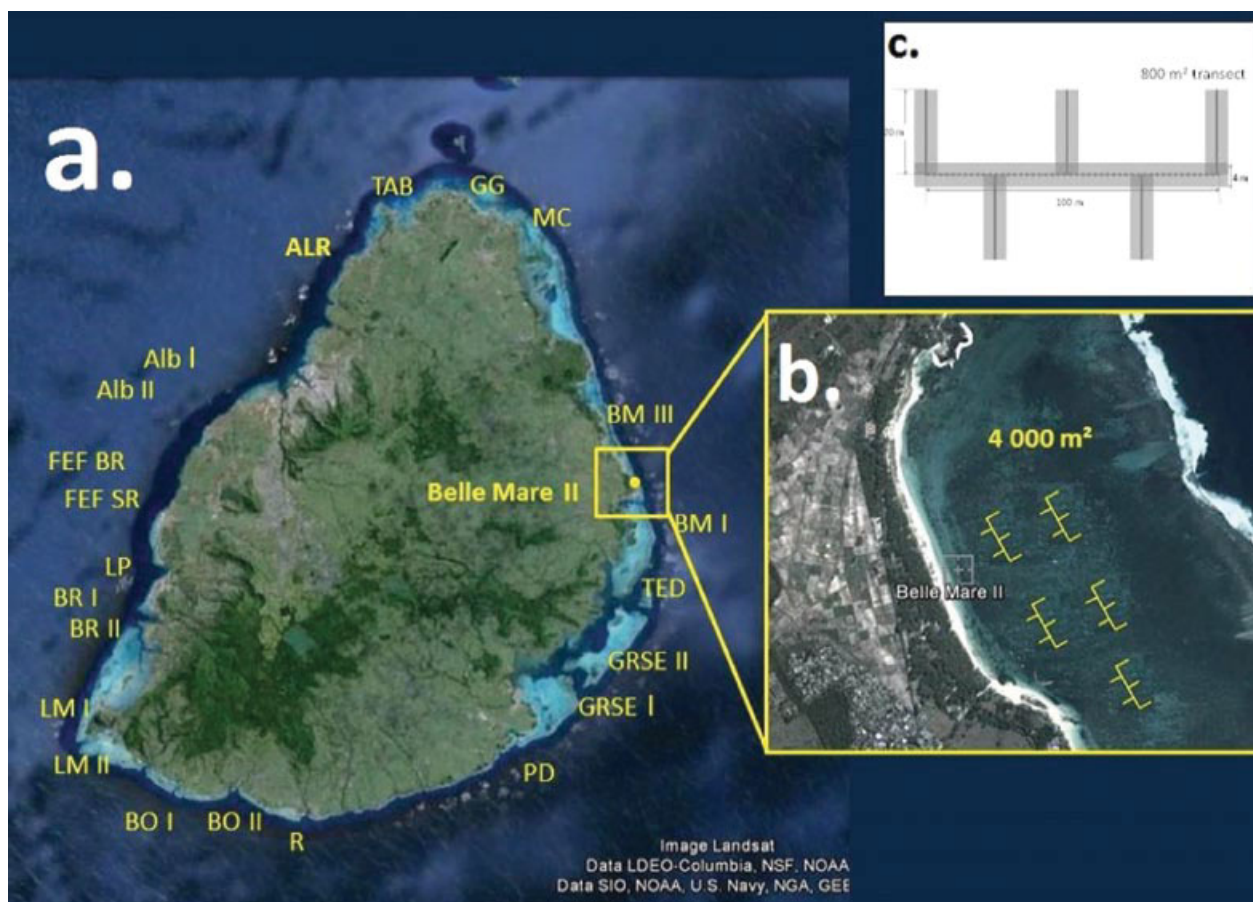 a.
TAB
GG
MC
ALR
Alb I
Alb II
FEF BR
FEF SR
LP
BR I
BR II
LM I
LM II
BO I
BO II
R
PD
GRSE I
GRSE II
TED
BM I
Belle Mare II
BM III
Image Landsat
Data LDEO-Columbia, NSF, NOAA
Data SIO, NOAA, U.S. Navy, NGA, GEB
b.
4 000 m²
Belle Mare II
c.
800 m² transect
20 m
4 m
100 m